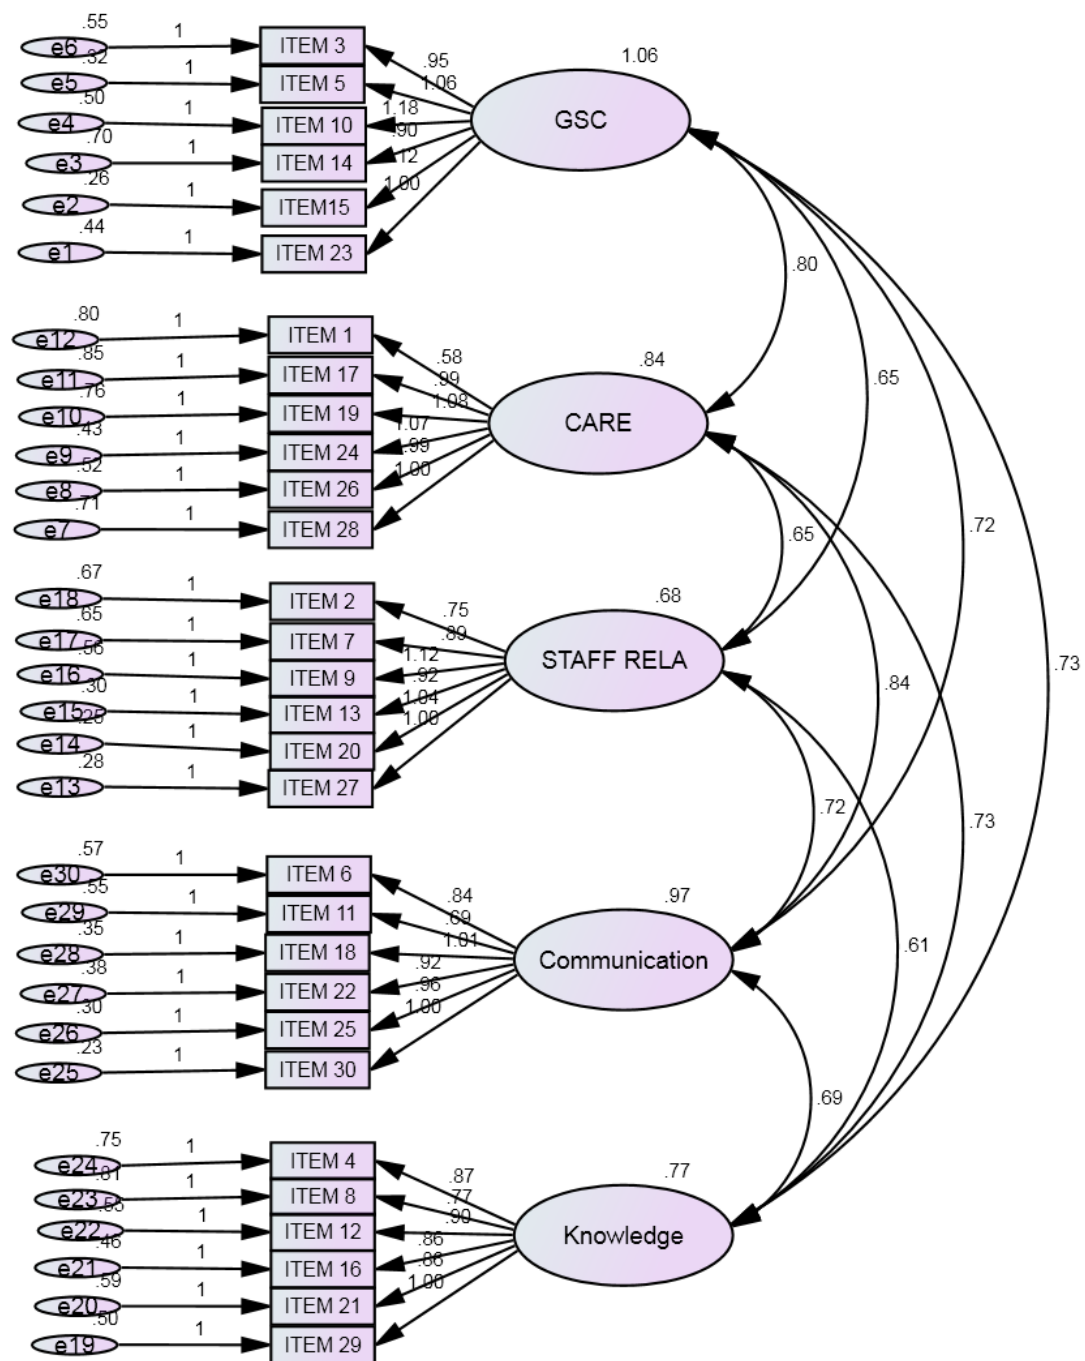 .55
e6 1 ITEM 3 .95 1.06
.32
e5 1 ITEM 5 1.06
.50
e4 1 ITEM 10 1.18 GSC
.70
e3 1 ITEM 14 .90
.26
e2 1 ITEM15 .12
.44
e1 1 ITEM 23 1.00
.80
.80
e12 1 ITEM 1 .58 .84
.85
e11 1 ITEM 17 .99 .65
.76
e10 1 ITEM 19 1.08 CARE
.43
e9 1 ITEM 24 1.07
.52
e8 1 ITEM 26 .99
.71
e7 1 ITEM 28 1.00
.65 .72
.67
e18 1 ITEM 2 .75 .68
.65
e17 1 ITEM 7 .89
.56
e16 1 ITEM 9 1.12 STAFF RELA .84 .73
.30
e15 1 ITEM 13 .92
.25
e14 1 ITEM 20 1.04
.28
e13 1 ITEM 27 1.00
.72 .73
.57
e30 1 ITEM 6 .84 .97
.55
e29 1 ITEM 11 .69
.35
e28 1 ITEM 18 1.01 Communication .61
.38
e27 1 ITEM 22 .92
.30
e26 1 ITEM 25 .96
.23
e25 1 ITEM 30 1.00
.69
.75
e24 1 ITEM 4 .87 .77
.81
e23 1 ITEM 8 .77
.55
e22 1 ITEM 12 .90 Knowledge
.46
e21 1 ITEM 16 .86
.59
e20 1 ITEM 21 .86
.50
e19 1 ITEM 29 1.00